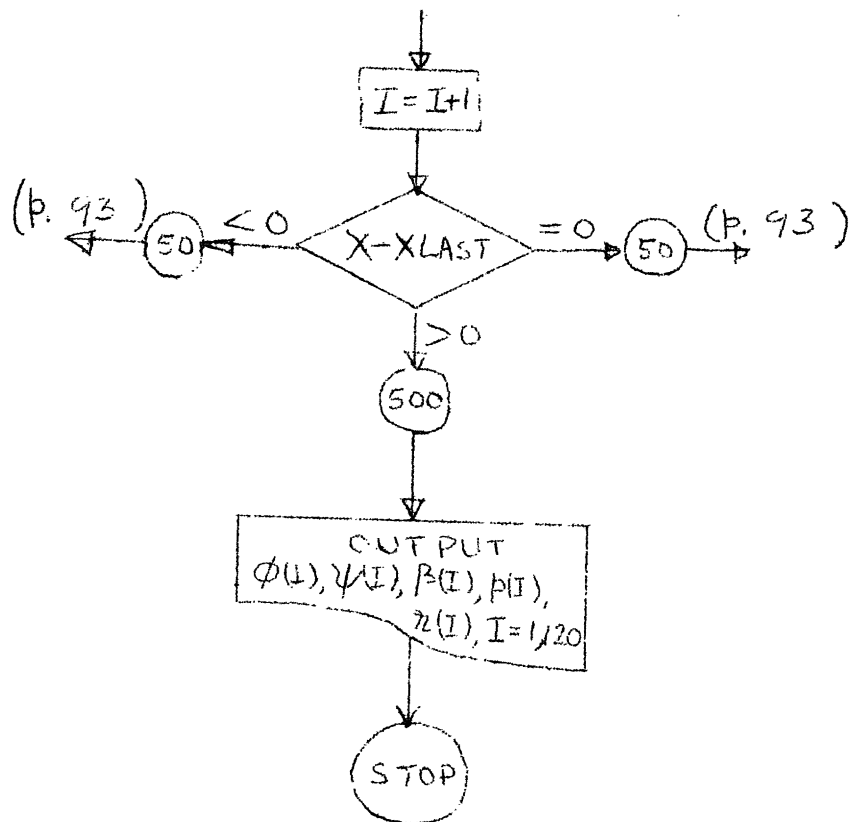 I = I+1
(p. 93) 50 <0 X-XLAST =0 50 (p. 93)
>0
500
OUTPUT
φ(I), ψ(I), β(I), p(I),
η(I), I=1,120
STOP